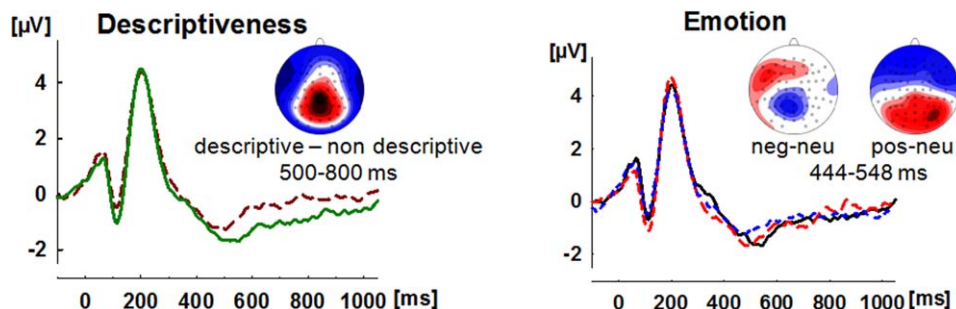 [µV] Descriptiveness
4
2
0
-2
descriptive – non descriptive
500-800 ms
0 200 400 600 800 1000 [ms]
[µV] Emotion
4
2
0
-2
neg-neu pos-neu
444-548 ms
0 200 400 600 800 1000 [ms]